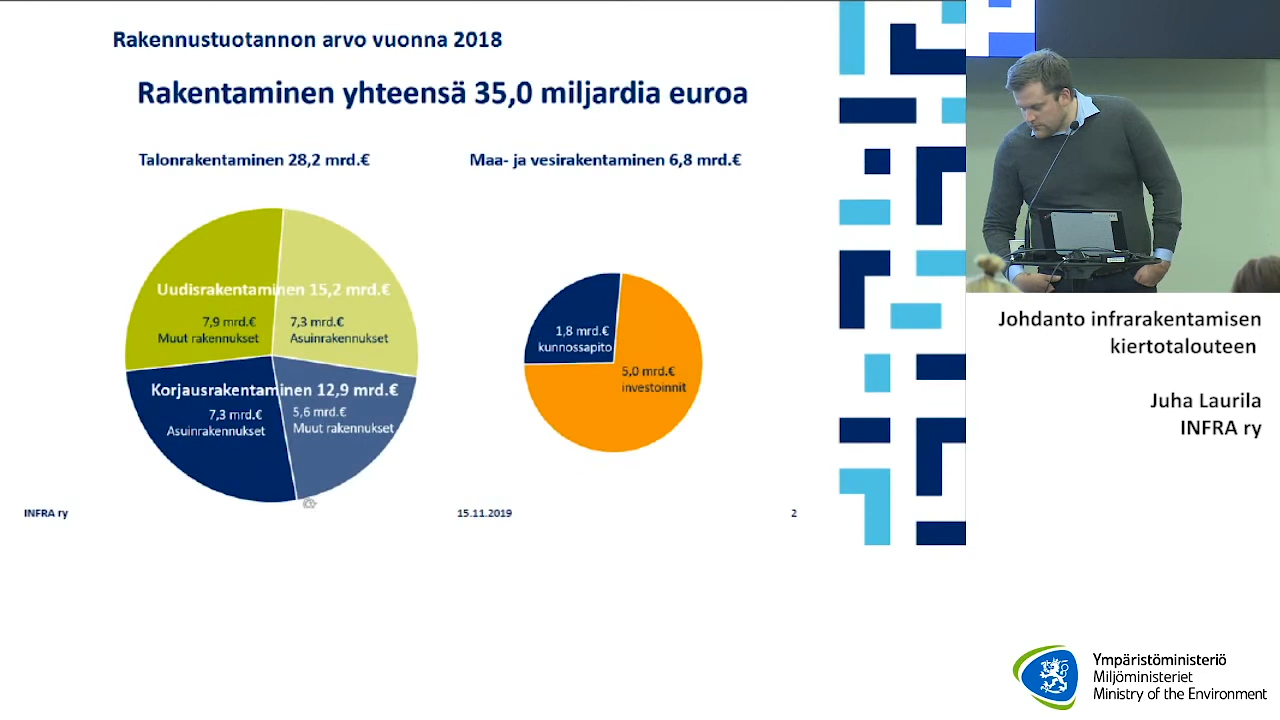 Rakennustuotannon arvo vuonna 2018
Rakentaminen yhteensä 35,0 miljardia euroa
Talonrakentaminen 28,2 mrd.€
Maa- ja vesirakentaminen 6,8 mrd.€
Uudisrakentaminen 15,2 mrd.€
7,9 mrd.€
Muut rakennukset
7,3 mrd.€
Asuinrakennukset
Korjausrakentaminen 12,9 mrd.€
7,3 mrd.€
Asuinrakennukset
5,6 mrd.€
Muut rakennukset
1,8 mrd.€
kunnossapito
5,0 mrd.€
investoinnit
INFRA ry
15.11.2019
2
Johdanto infrarakentamisen
kiertotalouteen
Juha Laurila
INFRA ry
Ympäristöministeriö
Miljöministeriet
Ministry of the Environment